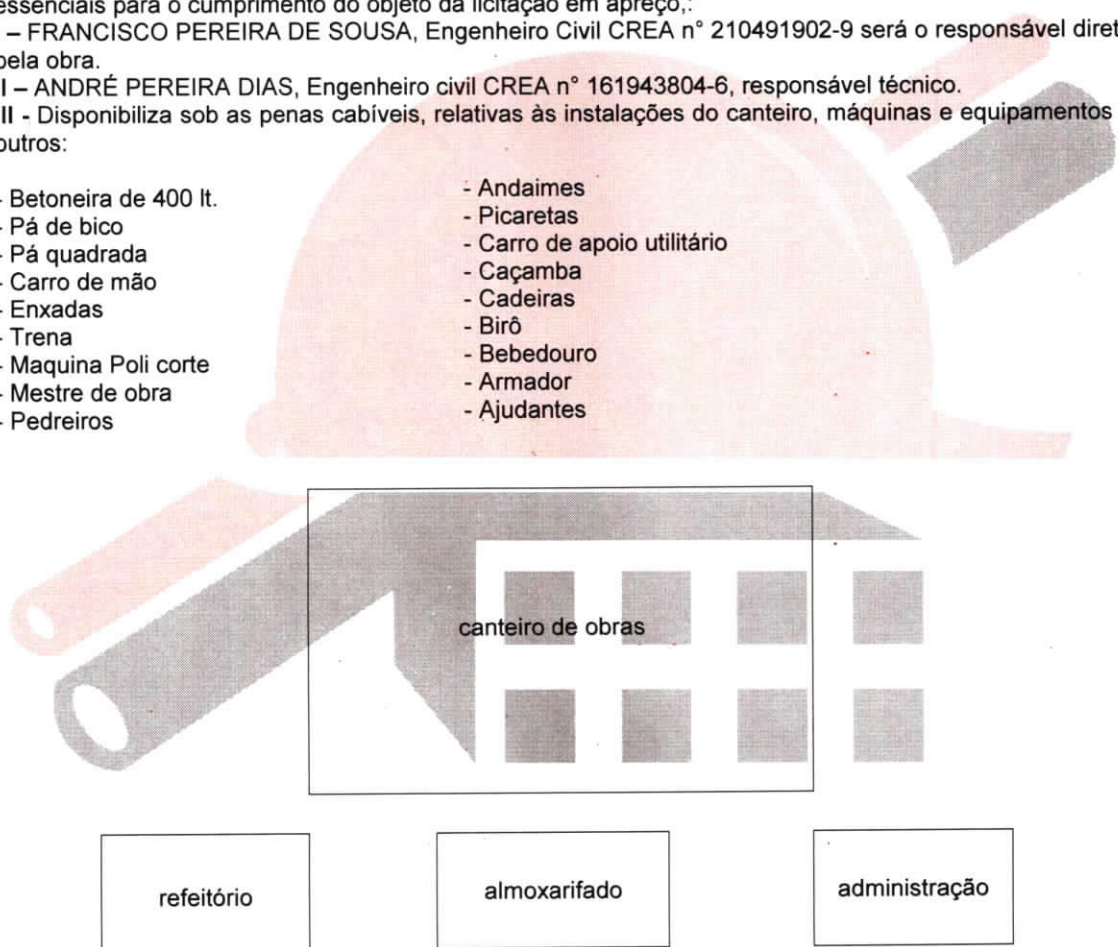 essenciais para o cumprimento do objeto da licitação em apreço,:
– FRANCISCO PEREIRA DE SOUSA, Engenheiro Civil CREA n° 210491902-9 será o responsável diret
pela obra.
I – ANDRÉ PEREIRA DIAS, Engenheiro civil CREA n° 161943804-6, responsável técnico.
II - Disponibiliza sob as penas cabíveis, relativas às instalações do canteiro, máquinas e equipamentos
outros:
- Betoneira de 400 lt.
- Pá de bico
- Pá quadrada
- Carro de mão
- Enxadas
- Trena
- Maquina Poli corte
- Mestre de obra
- Pedreiros
- Andaimes
- Picaretas
- Carro de apoio utilitário
- Caçamba
- Cadeiras
- Birô
- Bebedouro
- Armador
- Ajudantes
canteiro de obras
refeitório
almoxarifado
administração